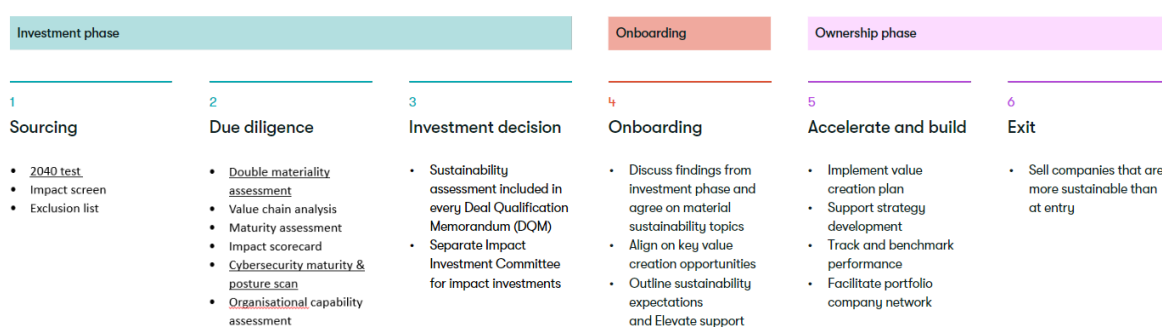 Investment phase
Onboarding
Ownership phase
1
Sourcing
• 2040 test
• Impact screen
• Exclusion list
2
Due diligence
• Double materiality
assessment
• Value chain analysis
• Maturity assessment
• Impact scorecard
• Cybersecurity maturity &
posture scan
• Organisational capability
assessment
3
Investment decision
• Sustainability
assessment included in
every Deal Qualification
Memorandum (DQM)
• Separate Impact
Investment Committee
for impact investments
4
Onboarding
• Discuss findings from
investment phase and
agree on material
sustainability topics
• Align on key value
creation opportunities
• Outline sustainability
expectations
and Elevate support
5
Accelerate and build
• Implement value
creation plan
• Support strategy
development
• Track and benchmark
performance
• Facilitate portfolio
company network
6
Exit
• Sell companies that are
more sustainable than
at entry